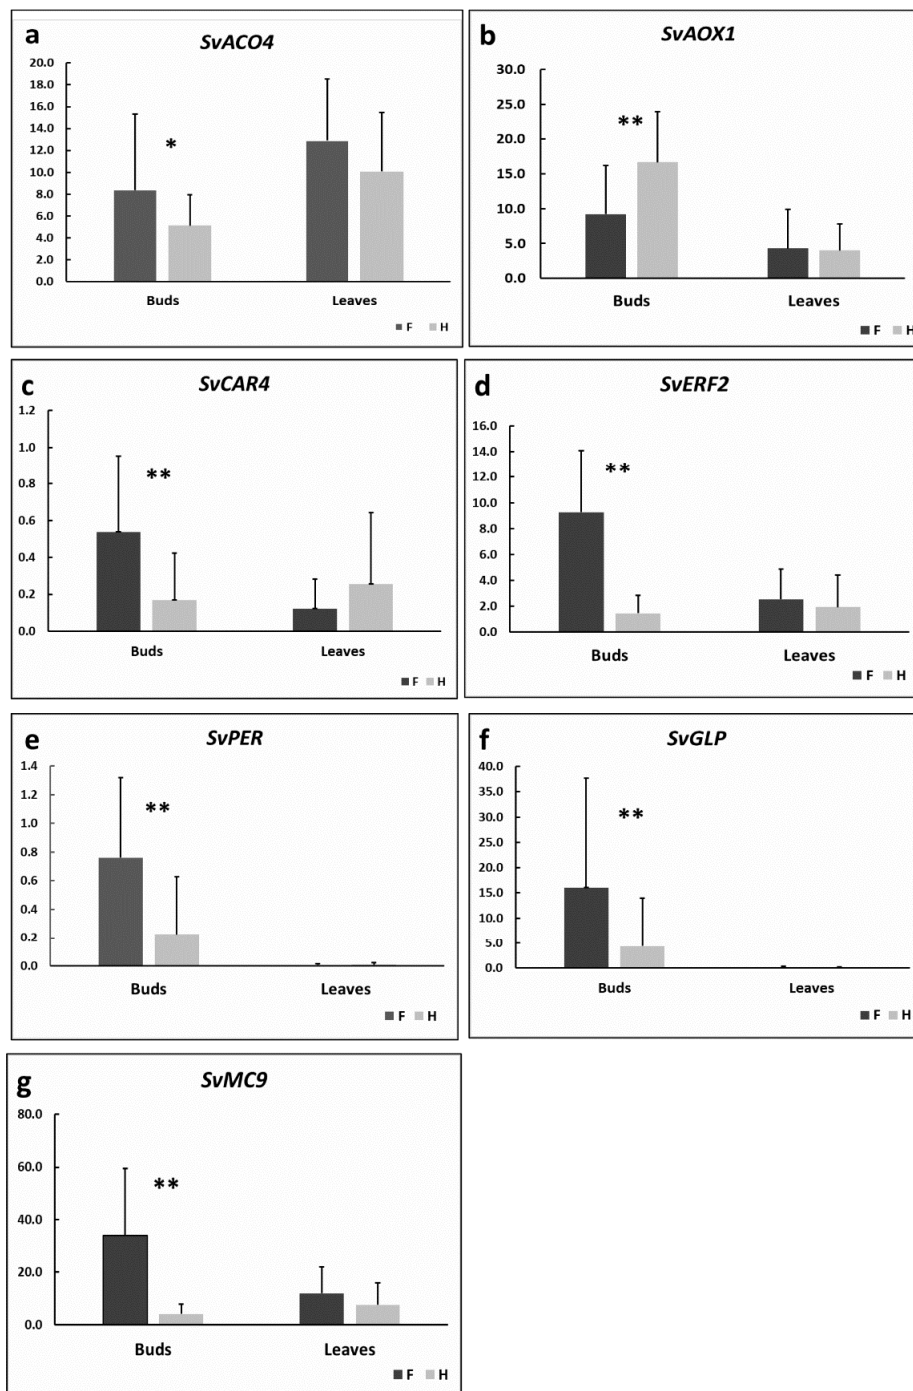 a
SvACO4
20.0
18.0
16.0
14.0
12.0
10.0
8.0
6.0
4.0
2.0
0.0
*
Buds Leaves
F H
b
SvAOX1
30.0
25.0
20.0
15.0
10.0
5.0
0.0
**
Buds Leaves
F H
c
SvCAR4
1.2
1.0
0.8
0.6
0.4
0.2
0.0
**
Buds Leaves
F H
d
SvERF2
16.0
14.0
12.0
10.0
8.0
6.0
4.0
2.0
0.0
**
Buds Leaves
F H
e
SvPER
1.4
1.2
1.0
0.8
0.6
0.4
0.2
0.0
**
Buds Leaves
F H
f
SvGLP
40.0
35.0
30.0
25.0
20.0
15.0
10.0
5.0
0.0
**
Buds Leaves
F H
g
SvMC9
80.0
60.0
40.0
20.0
0.0
**
Buds Leaves
F H